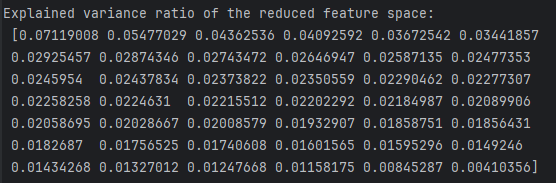 Explained variance ratio of the reduced feature space:
[0.07119008 0.05477029 0.04362536 0.04092592 0.03672542 0.03441857
0.02925457 0.02874346 0.02743472 0.02646947 0.02587135 0.02477353
0.0245954 0.02437834 0.02373822 0.02350559 0.02290462 0.02277307
0.02258258 0.0224631 0.02215512 0.02202292 0.02184987 0.02089906
0.02058695 0.02028667 0.02008579 0.01932907 0.01858751 0.01856431
0.0182687 0.01756525 0.01740608 0.01601565 0.01595296 0.0149246
0.01434268 0.01327012 0.01247668 0.01158175 0.00845287 0.00410356]